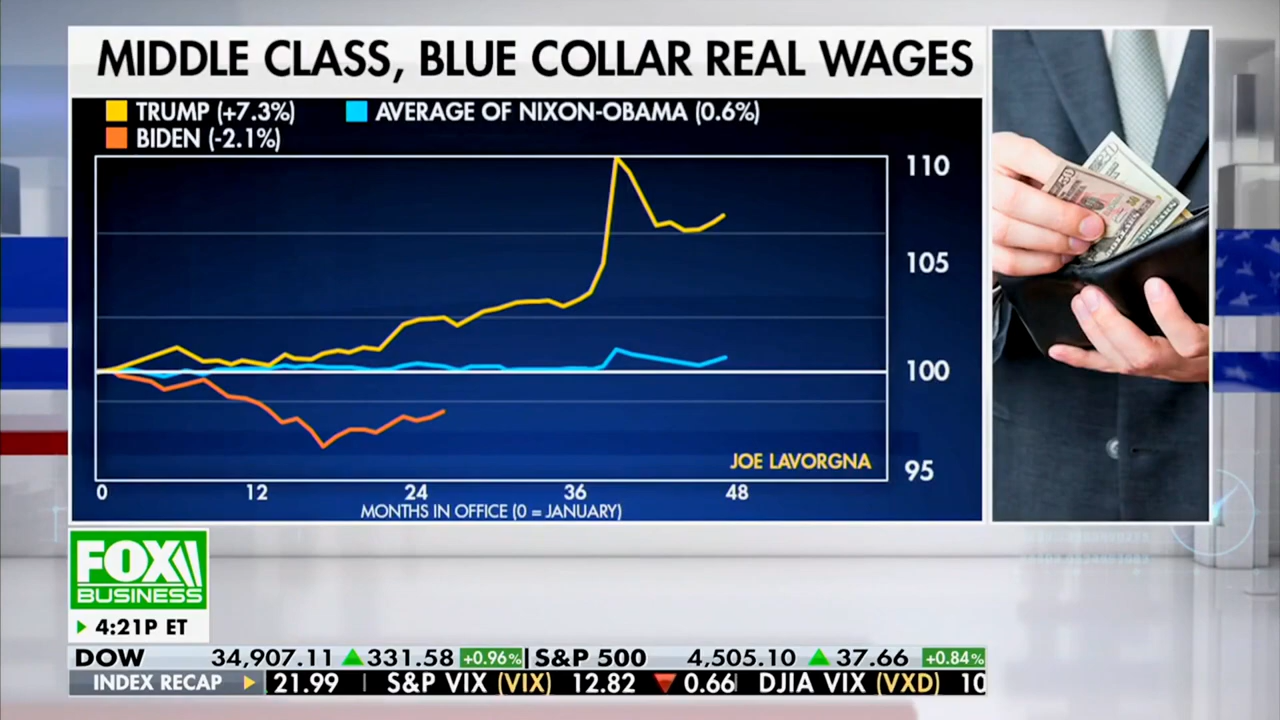 MIDDLE CLASS, BLUE COLLAR REAL WAGES
TRUMP (+7.3%) AVERAGE OF NIXON-OBAMA (0.6%)
BIDEN (-2.1%)
110
105
100
95
JOE LAVORGNA
0 12 24 36 48
MONTHS IN OFFICE (0 = JANUARY)
FOX
BUSINESS
4:21P ET
DOW 34,907.11 ▲ 331.58 +0.96% | S&P 500 4,505.10 ▲ 37.66 +0.84%
INDEX RECAP 21.99 | S&P VIX (VIX) 12.82 ▼ 0.66 | DJIA VIX (VXD) 10